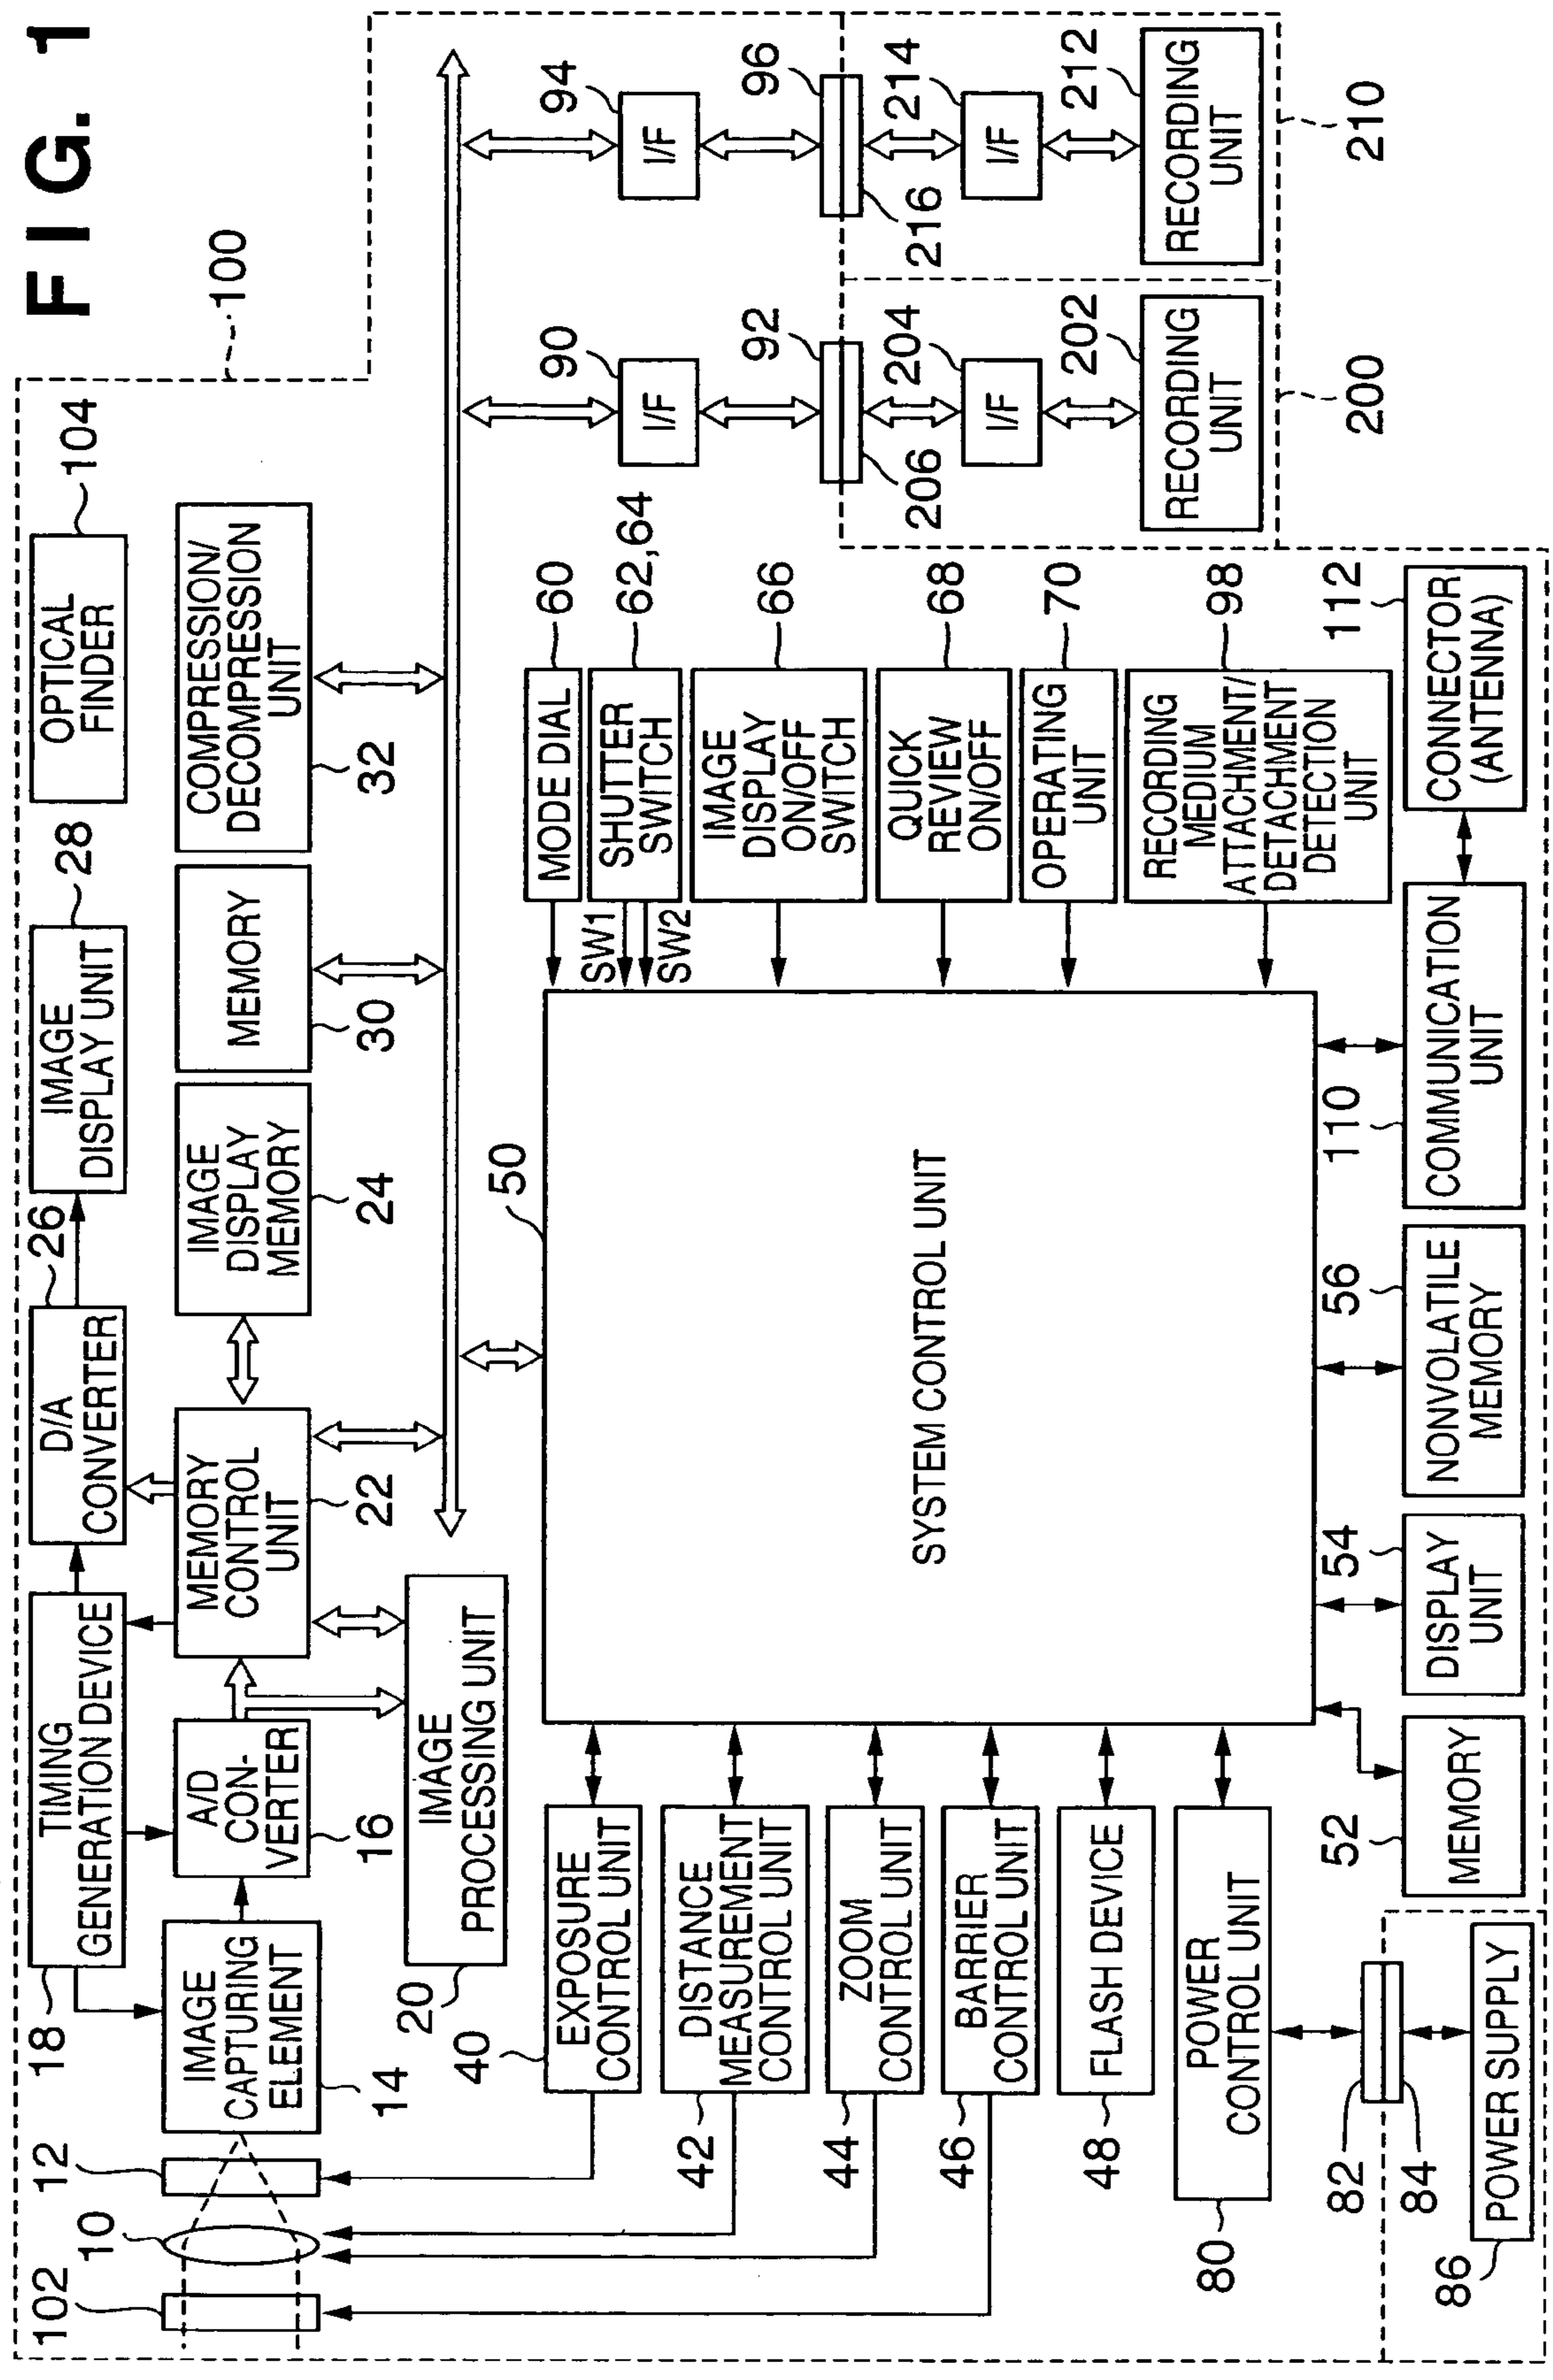 FIG. 1
100
104
OPTICAL
FINDER
28
IMAGE
DISPLAY UNIT
26
D/A
CONVERTER
TIMING
GENERATION DEVICE
18
COMPRESSION/
DECOMPRESSION
UNIT
32
MEMORY
30
IMAGE
DISPLAY
MEMORY
24
MEMORY
CONTROL
UNIT
22
A/D
CON-
VERTER
16
IMAGE
CAPTURING
ELEMENT
14
12
10
102
IMAGE
PROCESSING UNIT
20
50
SYSTEM CONTROL UNIT
40
EXPOSURE
CONTROL UNIT
42
DISTANCE
MEASUREMENT
CONTROL UNIT
44
ZOOM
CONTROL UNIT
46
BARRIER
CONTROL UNIT
48
FLASH DEVICE
80
POWER
CONTROL UNIT
82
84
86
POWER SUPPLY
MODE DIAL
60
SHUTTER
SWITCH
62,64
SW1
SW2
IMAGE
DISPLAY
ON/OFF
SWITCH
66
QUICK
REVIEW
ON/OFF
68
OPERATING
UNIT
70
RECORDING
MEDIUM
ATTACHMENT/
DETACHMENT
DETECTION
UNIT
98
52
MEMORY
54
DISPLAY
UNIT
56
NONVOLATILE
MEMORY
110
COMMUNICATION
UNIT
112
CONNECTOR
(ANTENNA)
90
I/F
92
206
204
I/F
202
RECORDING
UNIT
200
94
I/F
96
216
214
I/F
212
RECORDING
UNIT
210